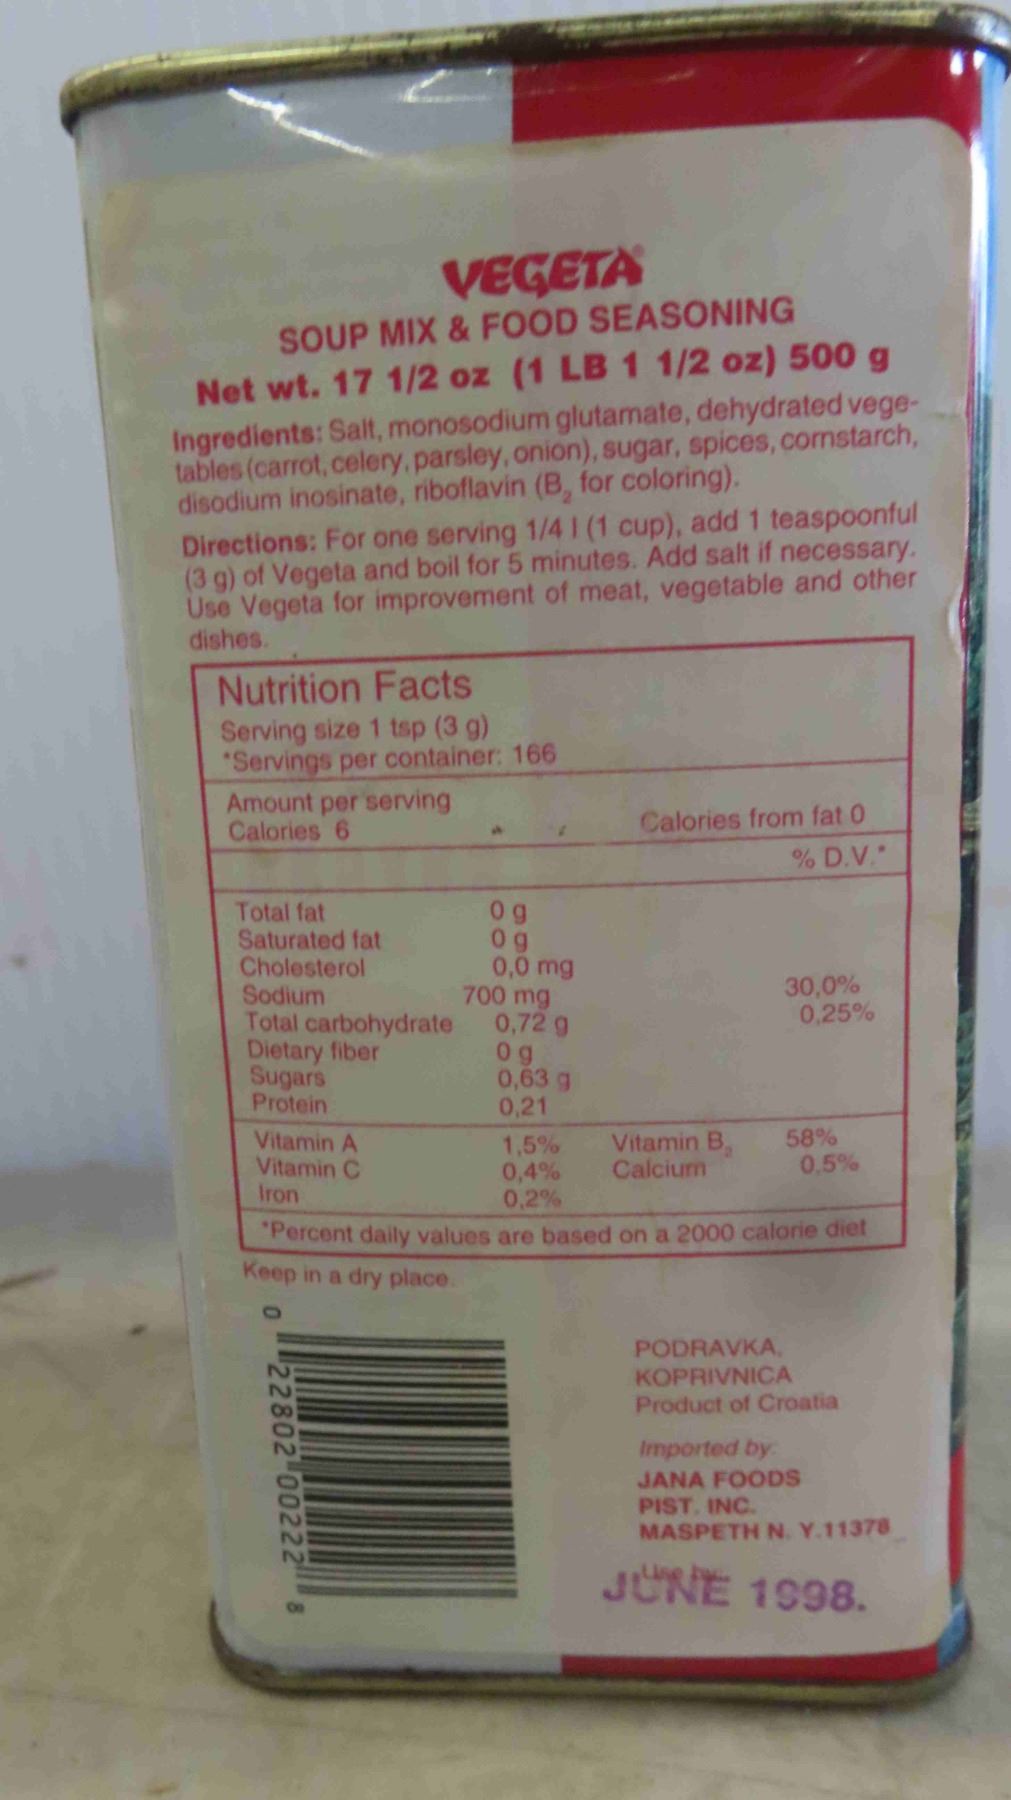 VEGETA
SOUP MIX & FOOD SEASONING
Net wt. 17 1/2 oz (1 LB 1 1/2 oz) 500 g
Ingredients: Salt, monosodium glutamate, dehydrated vege-
tables (carrot, celery, parsley, onion), sugar, spices, cornstarch,
disodium inosinate, riboflavin (B₂ for coloring).
Directions: For one serving 1/4 l (1 cup), add 1 teaspoonful
(3 g) of Vegeta and boil for 5 minutes. Add salt if necessary.
Use Vegeta for improvement of meat, vegetable and other
dishes.
Nutrition Facts
Serving size 1 tsp (3 g)
*Servings per container: 166
Amount per serving
Calories 6 Calories from fat 0
% D.V.*
Total fat 0 g
Saturated fat 0 g
Cholesterol 0,0 mg
Sodium 700 mg 30,0%
Total carbohydrate 0,72 g 0,25%
Dietary fiber 0 g
Sugars 0,63 g
Protein 0,21
Vitamin A 1,5% Vitamin B₂ 58%
Vitamin C 0,4% Calcium 0,5%
Iron 0,2%
*Percent daily values are based on a 2000 calorie diet
Keep in a dry place.
0 22802 00222 8
PODRAVKA,
KOPRIVNICA
Product of Croatia
Imported by:
JANA FOODS
PIST. INC.
MASPETH N. Y.11378
Use by:
JUNE 1998.